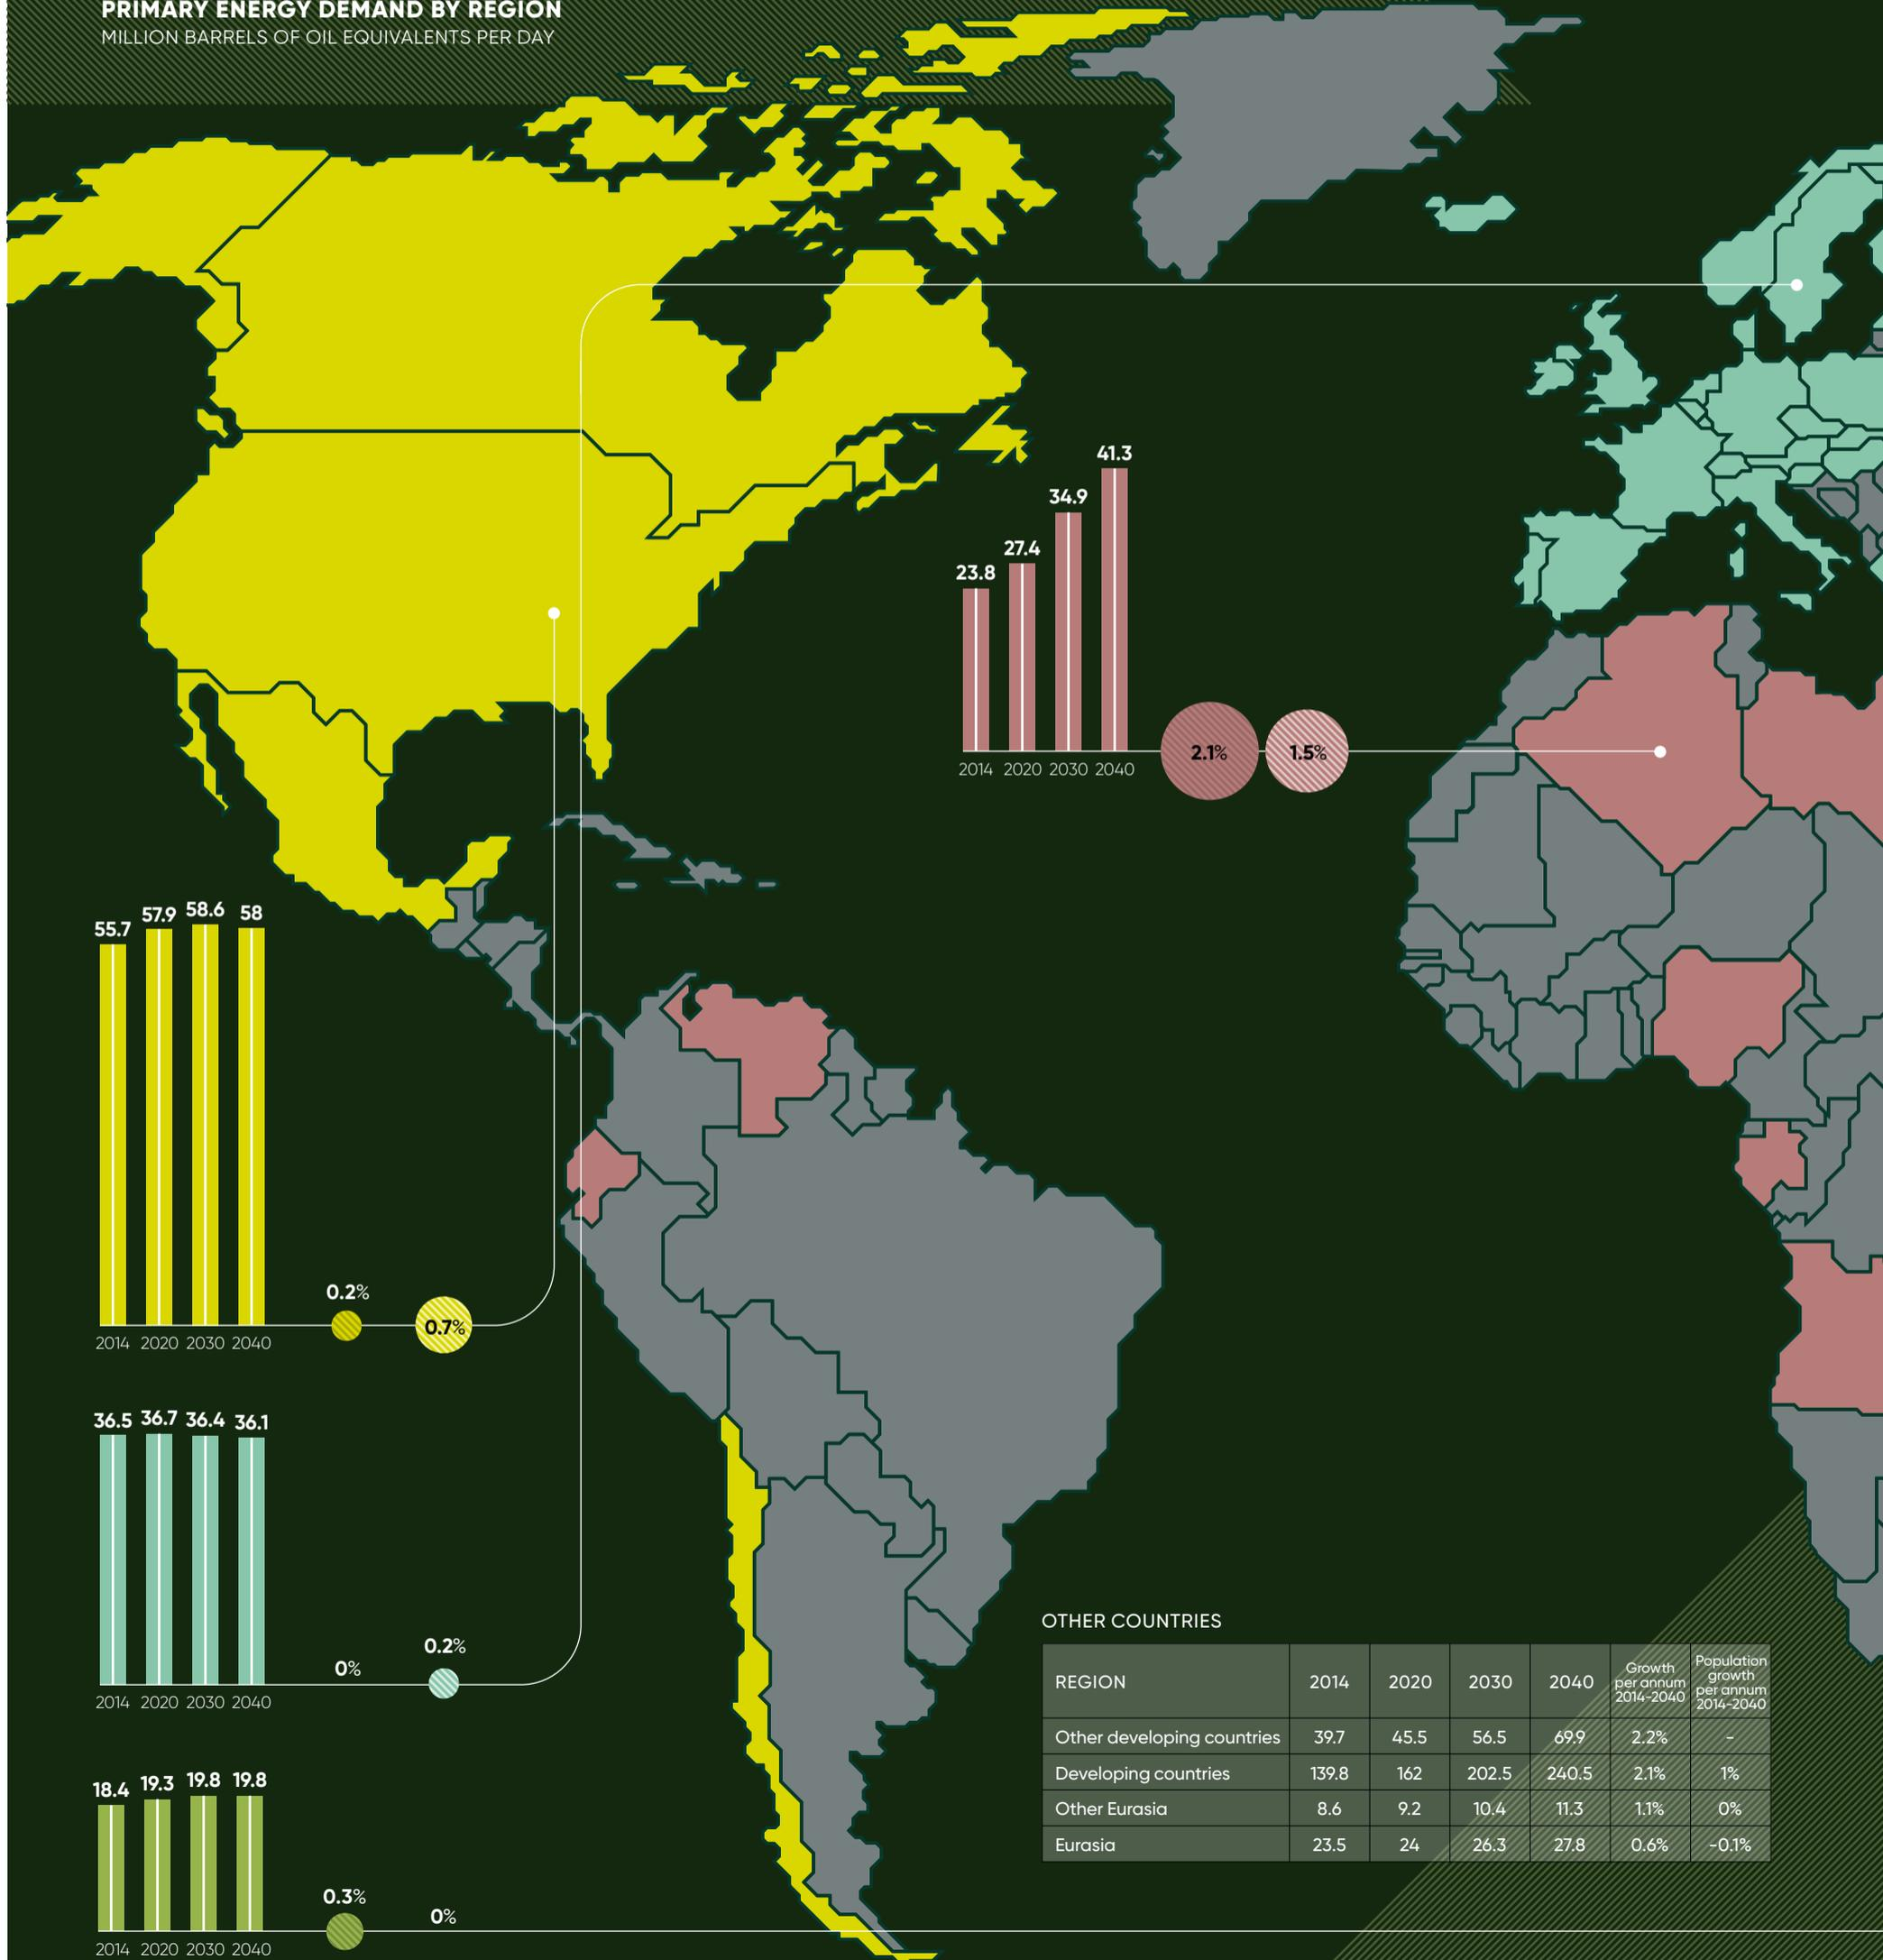 PRIMARY ENERGY DEMAND BY REGION
MILLION BARRELS OF OIL EQUIVALENTS PER DAY
41.3
34.9
27.4
23.8
2014 2020 2030 2040
2.1%
1.5%
55.7 57.9 58.6 58
0.2%
0.7%
2014 2020 2030 2040
36.5 36.7 36.4 36.1
0%
0.2%
2014 2020 2030 2040
18.4 19.3 19.8 19.8
0.3%
0%
2014 2020 2030 2040
OTHER COUNTRIES
REGION 2014 2020 2030 2040 Growth per annum 2014-2040 Population growth per annum 2014-2040
Other developing countries 39.7 45.5 56.5 69.9 2.2% -
Developing countries 139.8 162 202.5 240.5 2.1% 1%
Other Eurasia 8.6 9.2 10.4 11.3 1.1% 0%
Eurasia 23.5 24 26.3 27.8 0.6% -0.1%